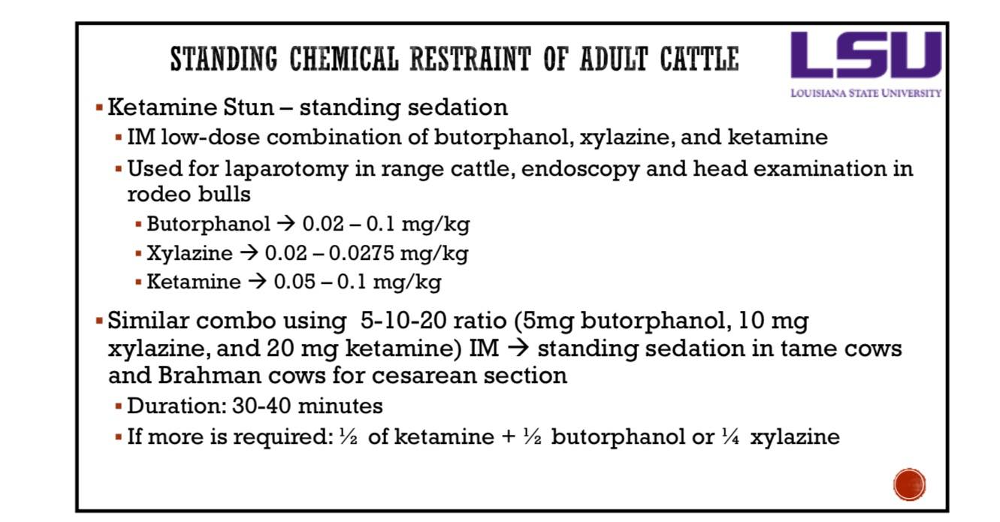 STANDING CHEMICAL RESTRAINT OF ADULT CATTLE
LSU
LOUISIANA STATE UNIVERSITY
▪ Ketamine Stun – standing sedation
▪ IM low-dose combination of butorphanol, xylazine, and ketamine
▪ Used for laparotomy in range cattle, endoscopy and head examination in
rodeo bulls
▪ Butorphanol → 0.02 – 0.1 mg/kg
▪ Xylazine → 0.02 – 0.0275 mg/kg
▪ Ketamine → 0.05 – 0.1 mg/kg
▪ Similar combo using 5-10-20 ratio (5mg butorphanol, 10 mg
xylazine, and 20 mg ketamine) IM → standing sedation in tame cows
and Brahman cows for cesarean section
▪ Duration: 30-40 minutes
▪ If more is required: ½ of ketamine + ½ butorphanol or ¼ xylazine